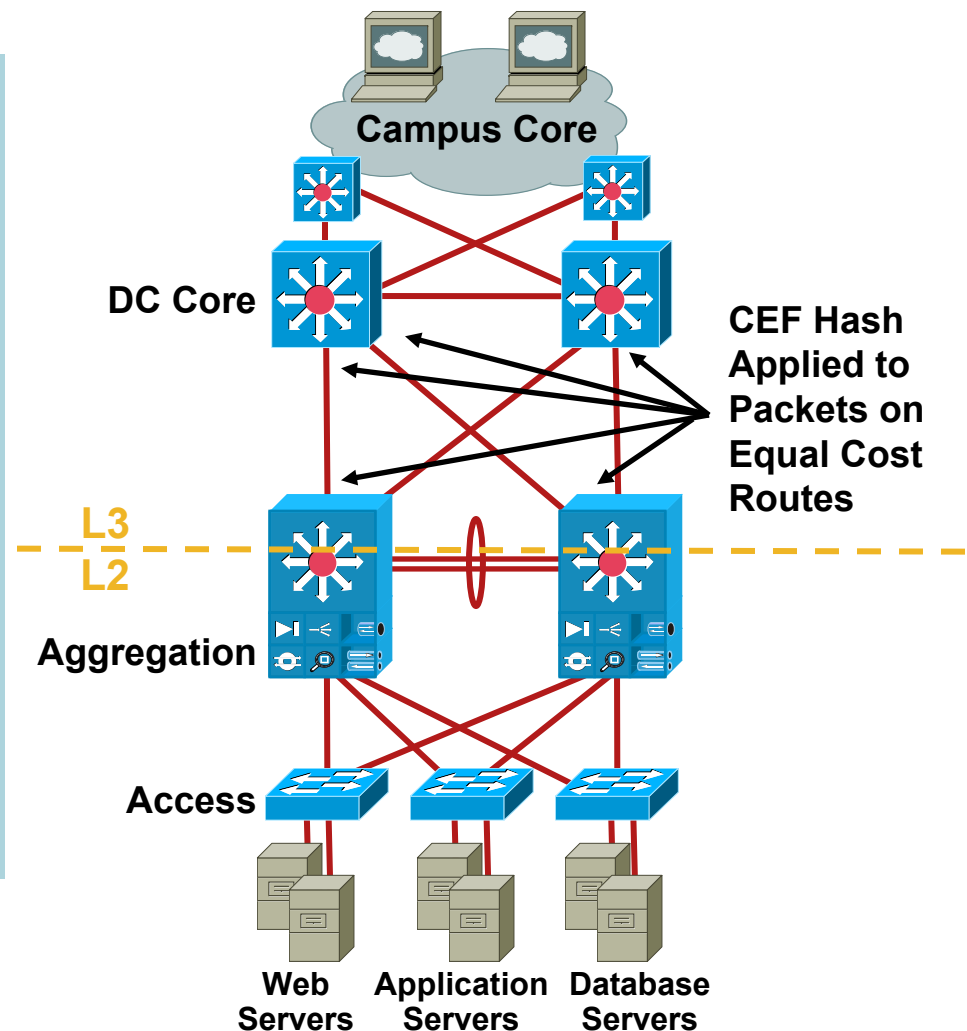 Campus Core
DC Core
CEF Hash
Applied to
Packets on
Equal Cost
Routes
L3
L2
Aggregation
Access
Web
Servers
Application
Servers
Database
Servers